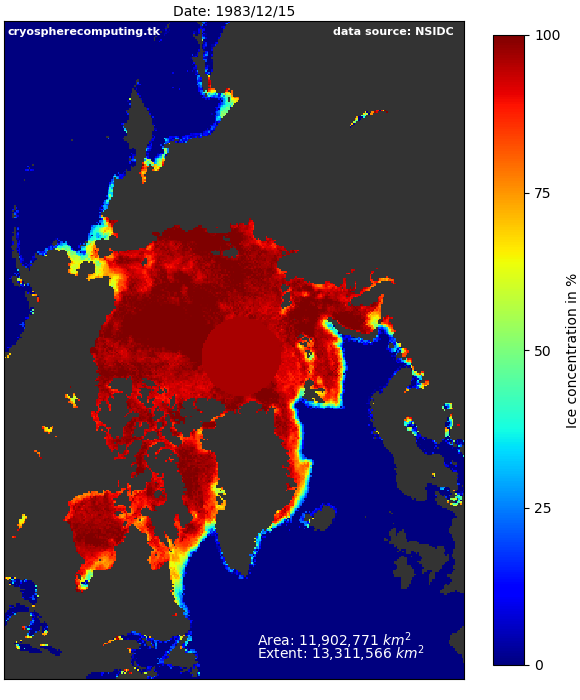 Date: 1983/12/15
cryospherecomputing.tk
data source: NSIDC
100
75
50
25
0
Ice concentration in %
Area: 11,902,771 km²
Extent: 13,311,566 km²